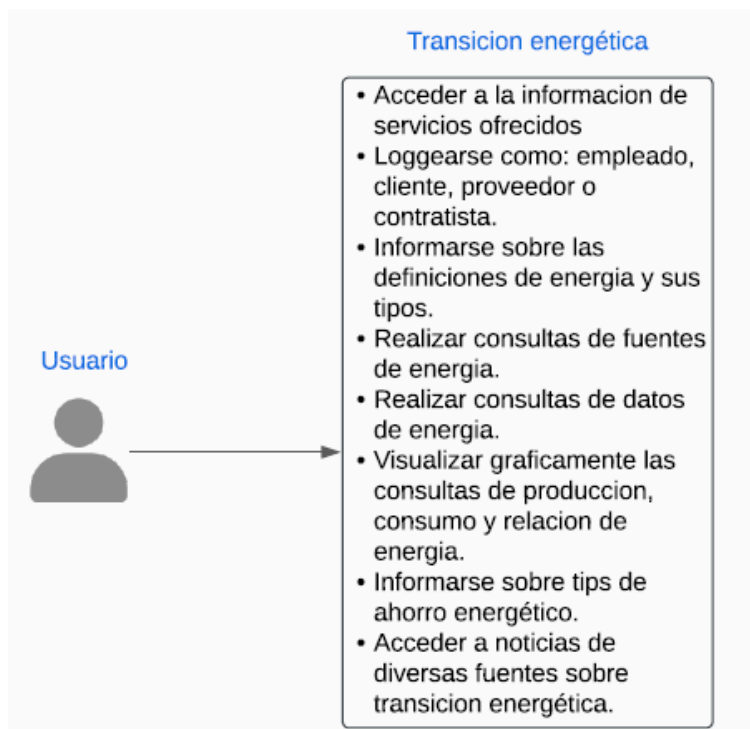 Transicion energética
• Acceder a la informacion de
servicios ofrecidos
• Loggearse como: empleado,
cliente, proveedor o
contratista.
• Informarse sobre las
definiciones de energia y sus
tipos.
• Realizar consultas de fuentes
de energia.
• Realizar consultas de datos
de energia.
• Visualizar graficamente las
consultas de produccion,
consumo y relacion de
energia.
• Informarse sobre tips de
ahorro energético.
• Acceder a noticias de
diversas fuentes sobre
transicion energética.
Usuario